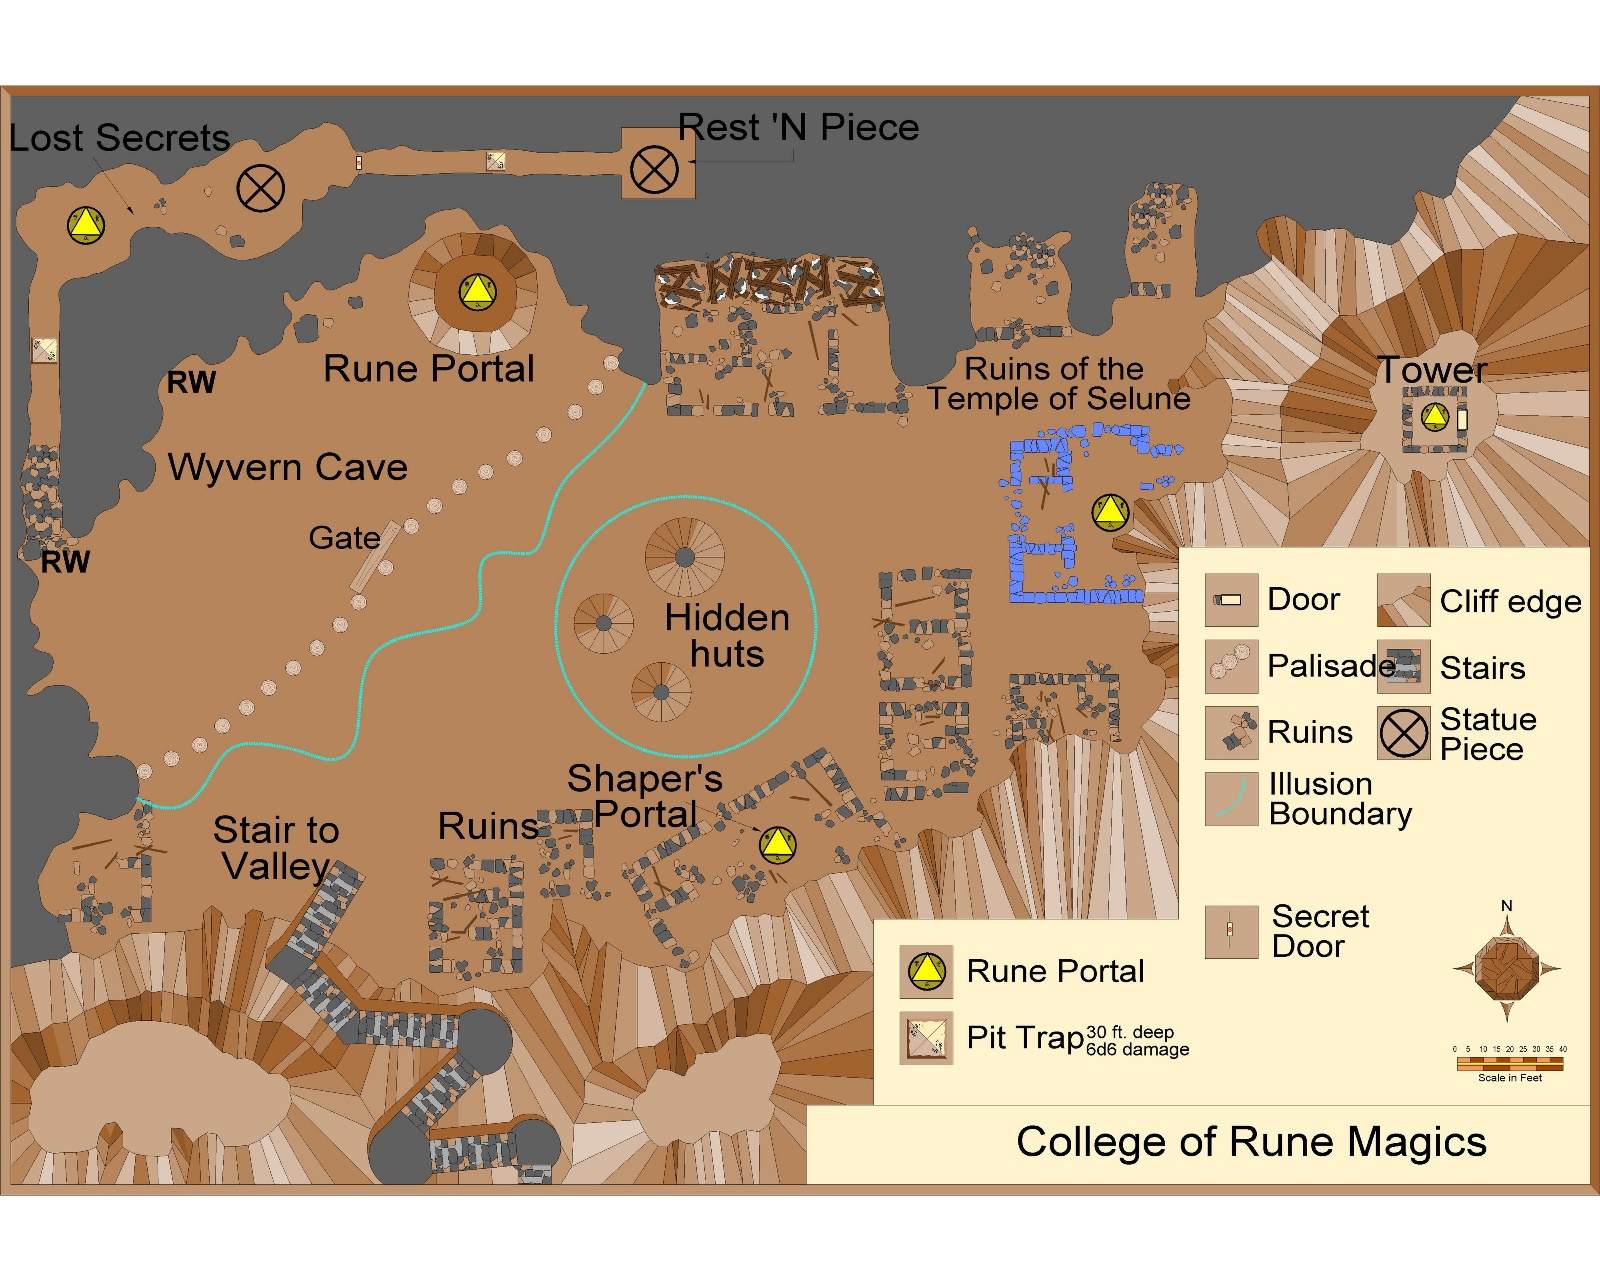 Lost Secrets
Rest 'N Piece
Rune Portal
RW
Wyvern Cave
Gate
RW
Ruins of the
Temple of Selune
Tower
Hidden
huts
Shaper's
Portal
Stair to
Valley
Ruins
Door
Cliff edge
Palisade
Stairs
Ruins
Statue
Piece
Illusion
Boundary
Secret
Door
Rune Portal
Pit Trap 30 ft. deep
6d6 damage
N
0 5 10 15 20 25 30 35 40
Scale in Feet
College of Rune Magics